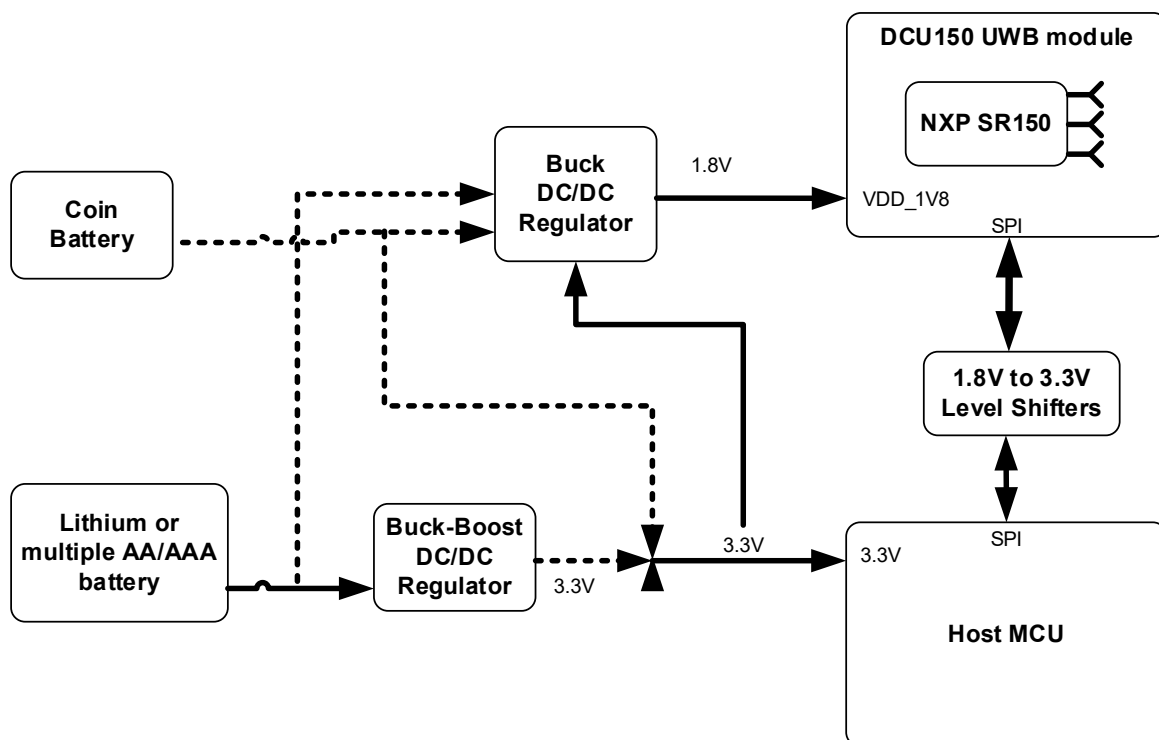 DCU150 UWB module
NXP SR150
Buck
DC/DC
Regulator
1.8V
VDD_1V8
SPI
Coin
Battery
1.8V to 3.3V
Level Shifters
Lithium or
multiple AA/AAA
battery
Buck-Boost
DC/DC
Regulator
3.3V
3.3V
3.3V
SPI
Host MCU